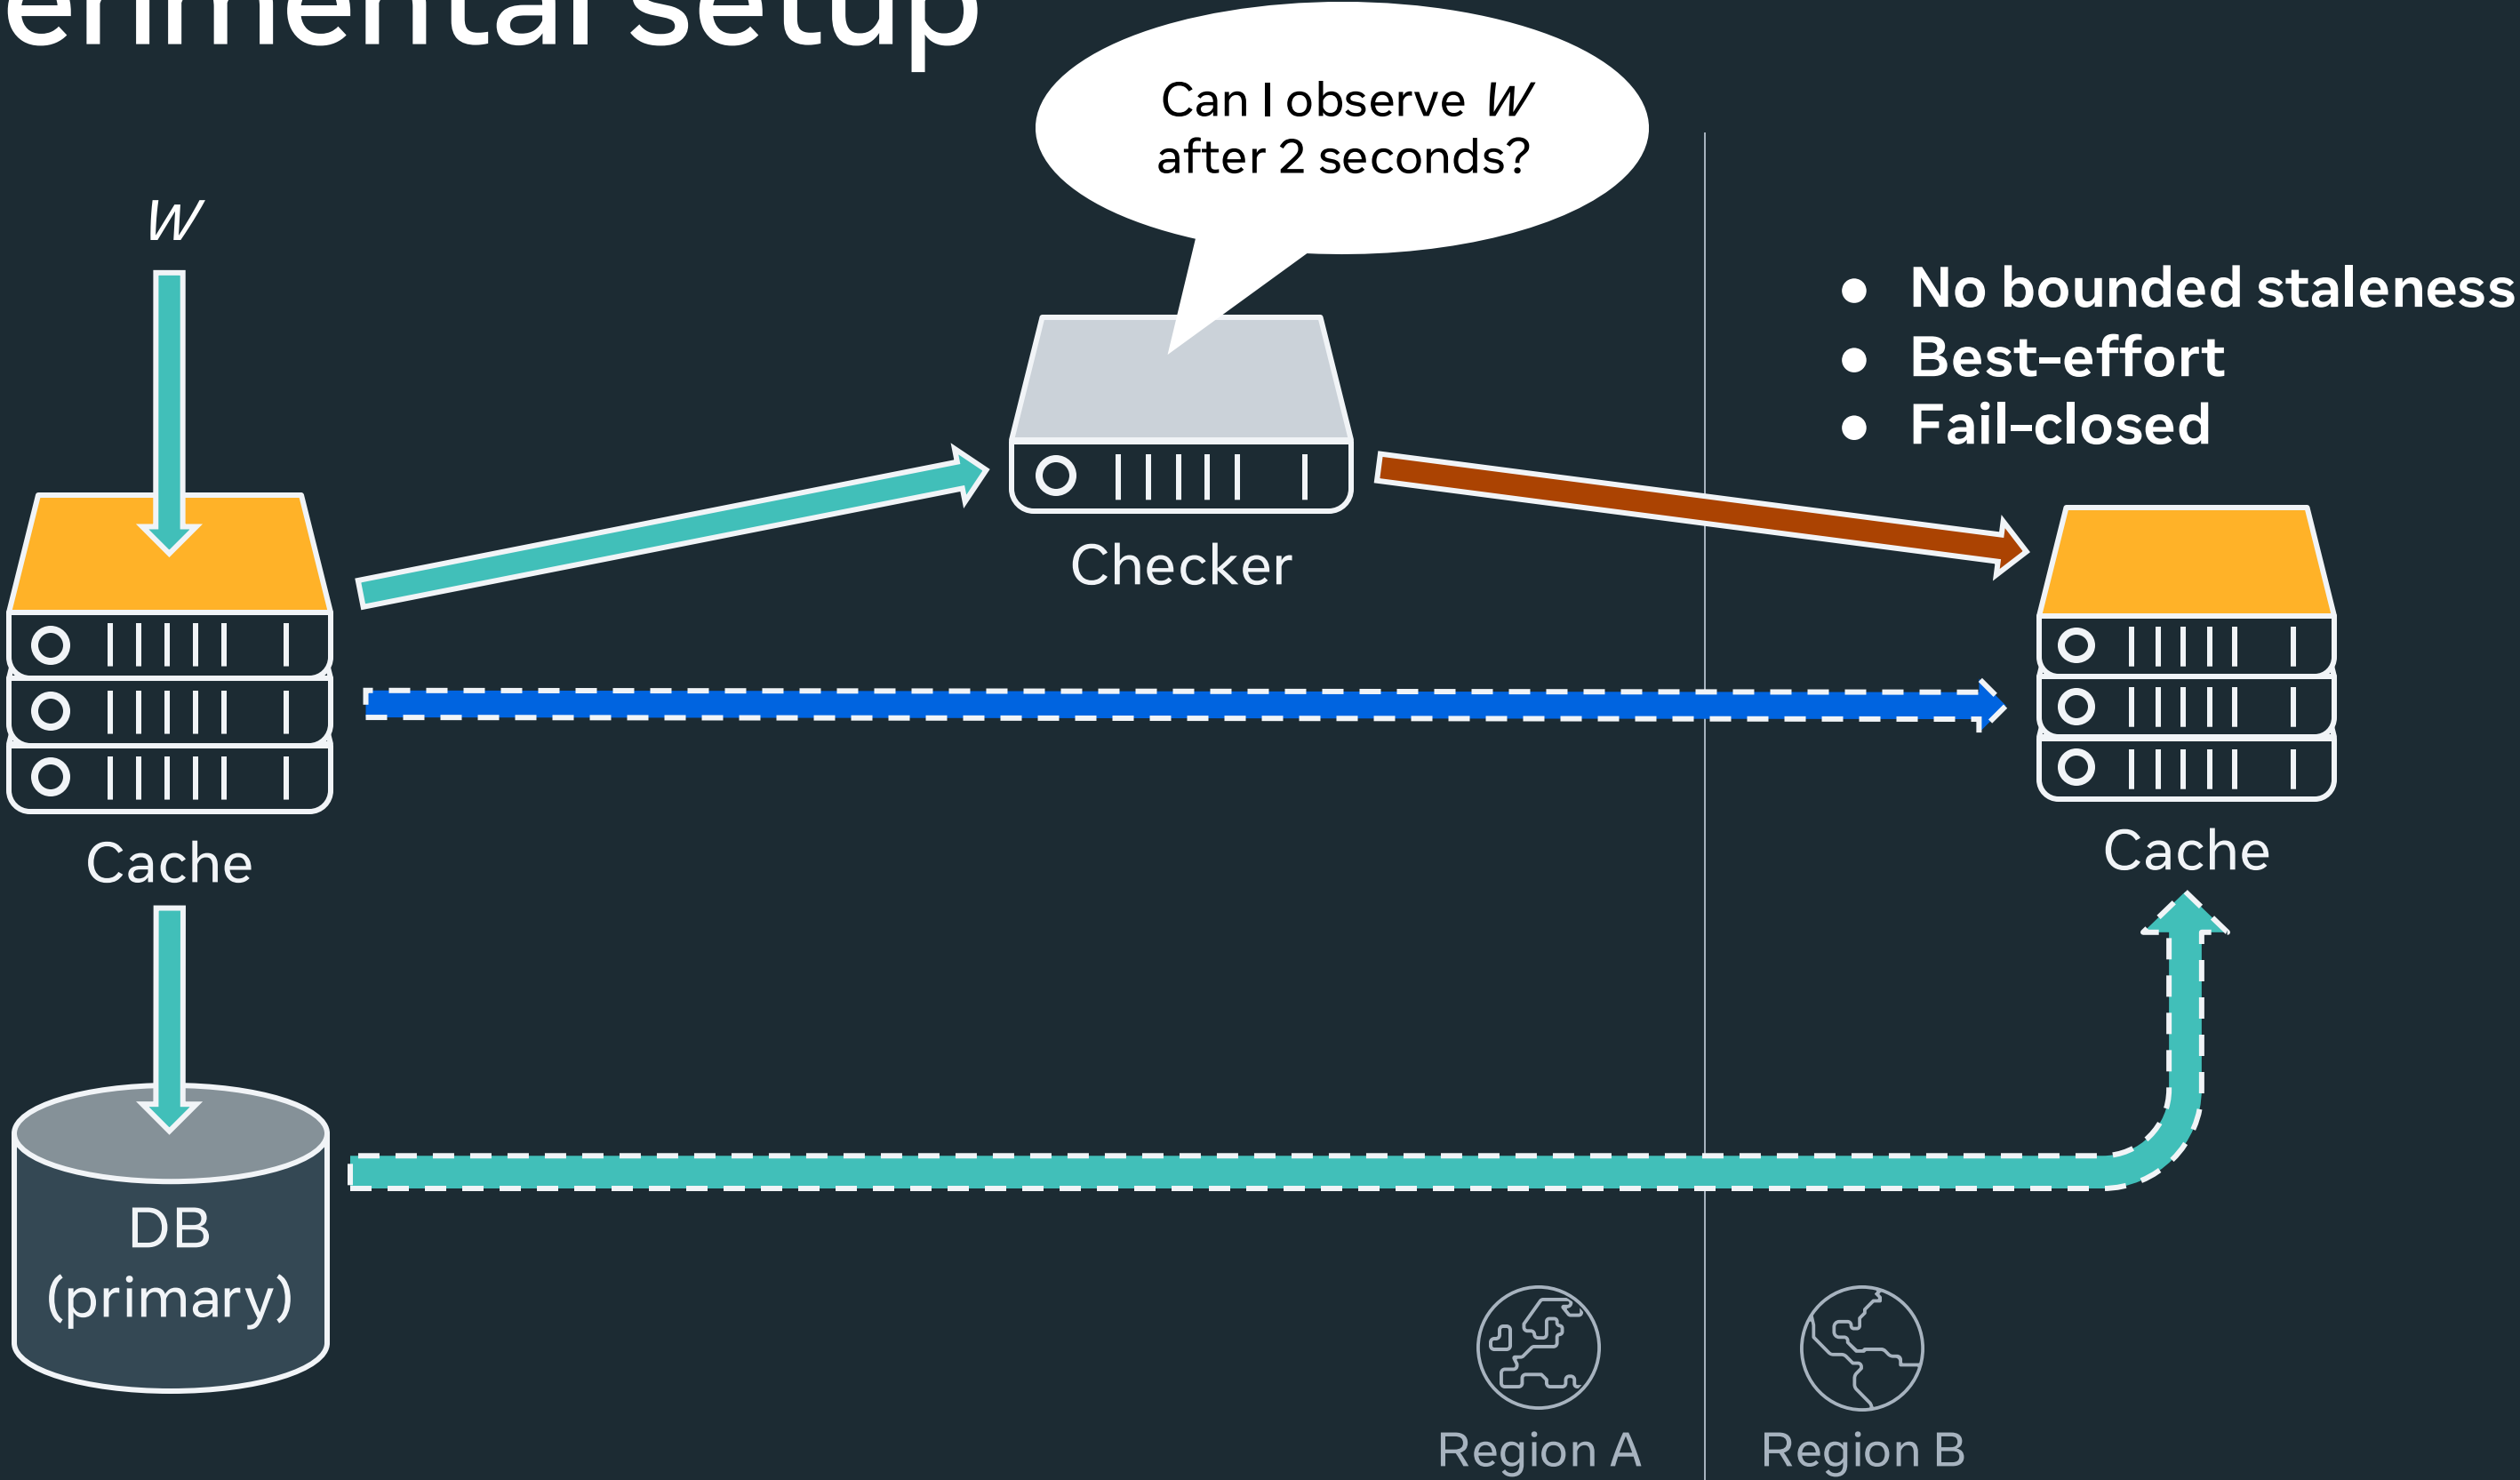 erimental setup
Can I observe W
after 2 seconds?
W
No bounded staleness
Best-effort
Fail-closed
Checker
Cache
Cache
DB
(primary)
Region A
Region B